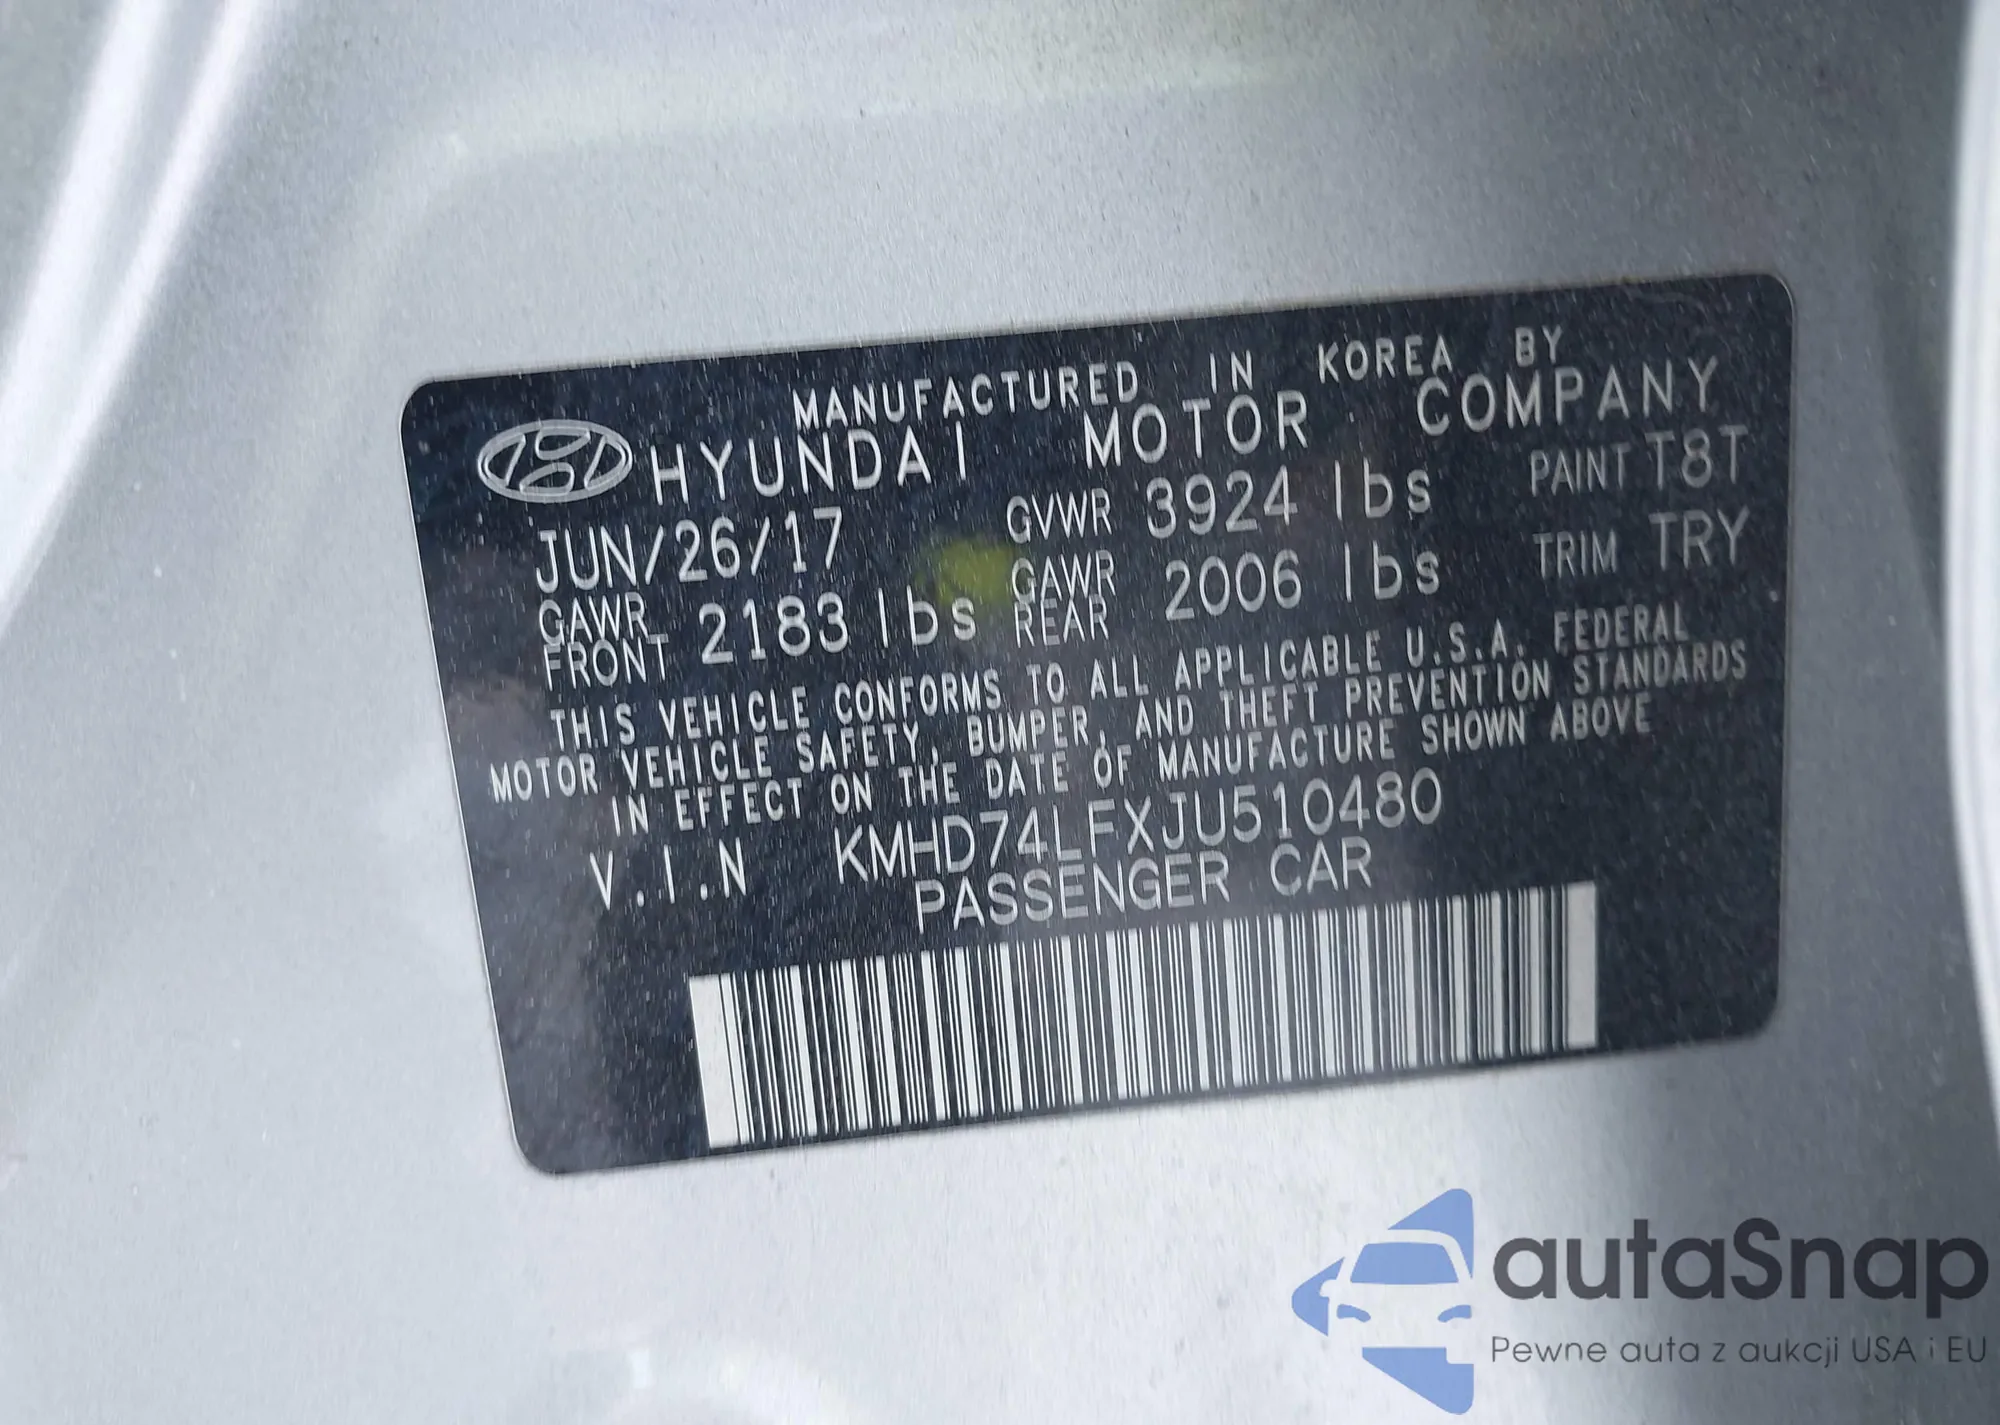 MANUFACTURED IN KOREA BY
HYUNDAI MOTOR COMPANY
JUN/26/17 GVWR 3924 lbs PAINT T8T
GAWR FRONT 2183 lbs GAWR REAR 2006 lbs TRIM TRY
THIS VEHICLE CONFORMS TO ALL APPLICABLE U.S.A. FEDERAL
MOTOR VEHICLE SAFETY, BUMPER, AND THEFT PREVENTION STANDARDS
IN EFFECT ON THE DATE OF MANUFACTURE SHOWN ABOVE
V.I.N KMHD74LFXJU510480
PASSENGER CAR
autaSnap
Pewne auta z aukcji USA i EU